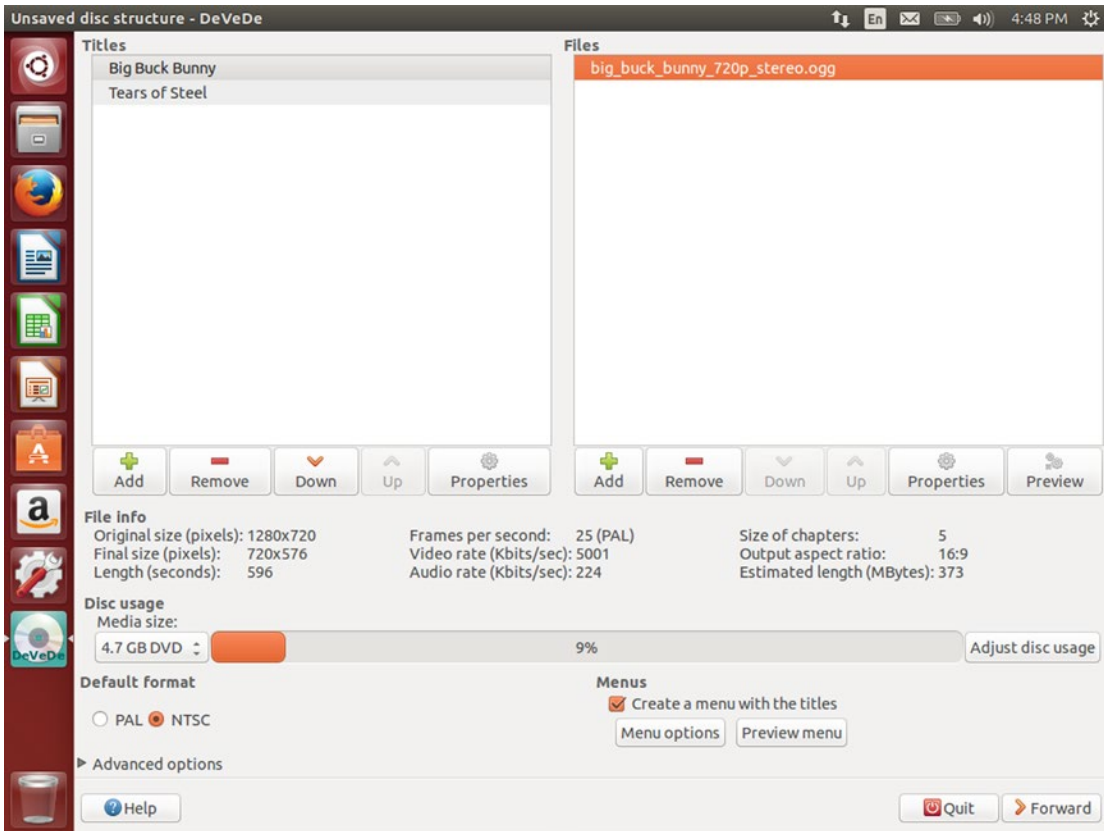 Unsaved disc structure - DeVeDe En 4:48 PM
Titles Files
Big Buck Bunny big_buck_bunny_720p_stereo.ogg
Tears of Steel
Add Remove Down Up Properties Add Remove Down Up Properties Preview
File info
Original size (pixels): 1280x720 Frames per second: 25 (PAL) Size of chapters: 5
Final size (pixels): 720x576 Video rate (Kbits/sec): 5001 Output aspect ratio: 16:9
Length (seconds): 596 Audio rate (Kbits/sec): 224 Estimated length (MBytes): 373
Disc usage
Media size:
DeVeDe 4.7 GB DVD 9% Adjust disc usage
Default format Menus
Create a menu with the titles
PAL NTSC
Menu options Preview menu
Advanced options
Help Quit Forward